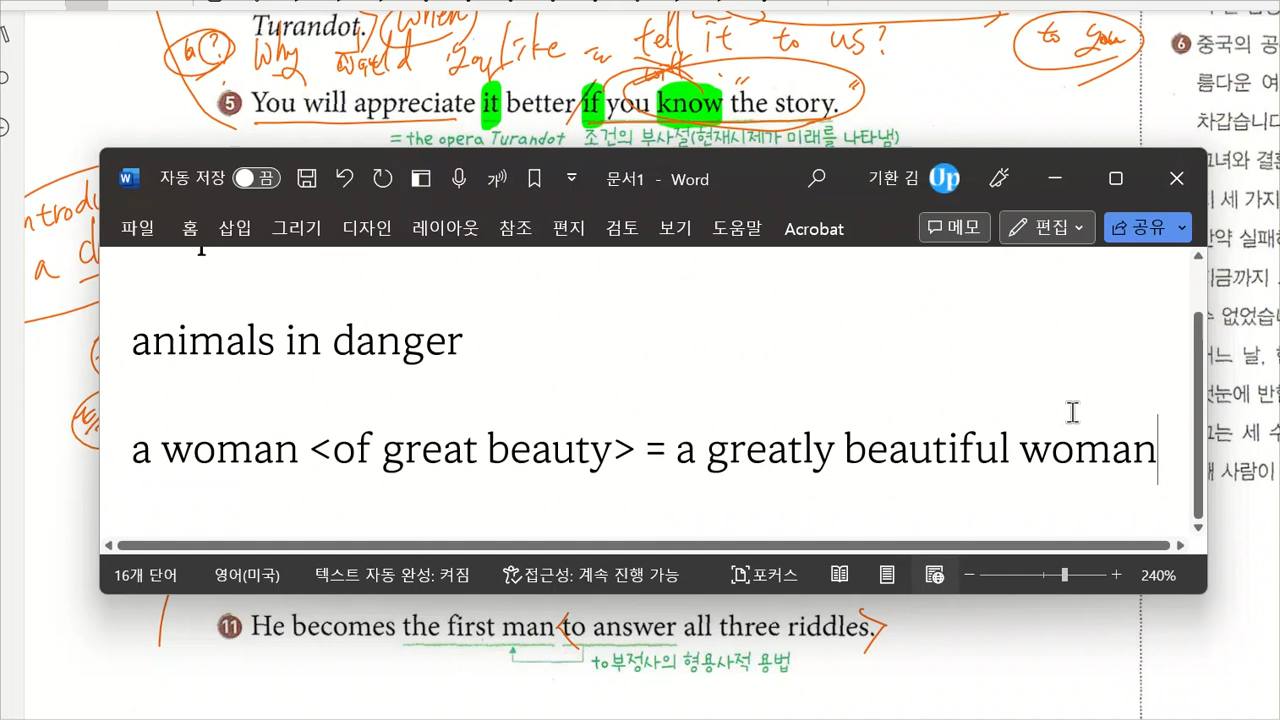 Turandot. (when)
(?) Why would you like tell it to us? to you
5 You will appreciate it better if you know the story.
= the opera Turandot 조건의 부사절(현재시제가 미래를 나타냄)
자동 저장 끔 문서1 - Word 기환 김 Up
파일 홈 삽입 그리기 디자인 레이아웃 참조 편지 검토 보기 도움말 Acrobat 메모 편집 공유
a
animals in danger
a woman <of great beauty> = a greatly beautiful woman
16개 단어 영어(미국) 텍스트 자동 완성: 켜짐 접근성: 계속 진행 가능 포커스 240%
11 He becomes the first man <to answer all three riddles.>
to부정사의 형용사적 용법
6 중국의 공
름다운 여
차갑습니다
그녀와 결혼
시 세 가지
만약 실패하
지금까지
수 없었습니
어느 날,
첫눈에 반한
그는 세 수
째 사람이